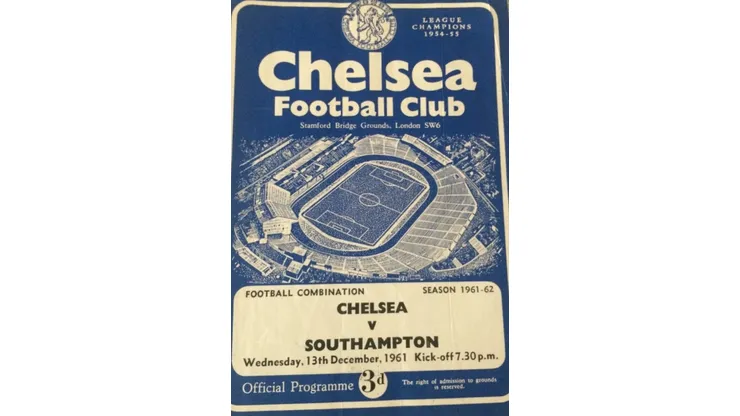 LEAGUE
CHAMPIONS
1954-55
Chelsea
Football Club
Stamford Bridge Grounds, London SW6
FOOTBALL COMBINATION SEASON 1961-62
CHELSEA
V
SOUTHAMPTON
Wednesday, 13th December, 1961 Kick-off 7.30 p.m.
Official Programme 3d
The right of admission to grounds
is reserved.